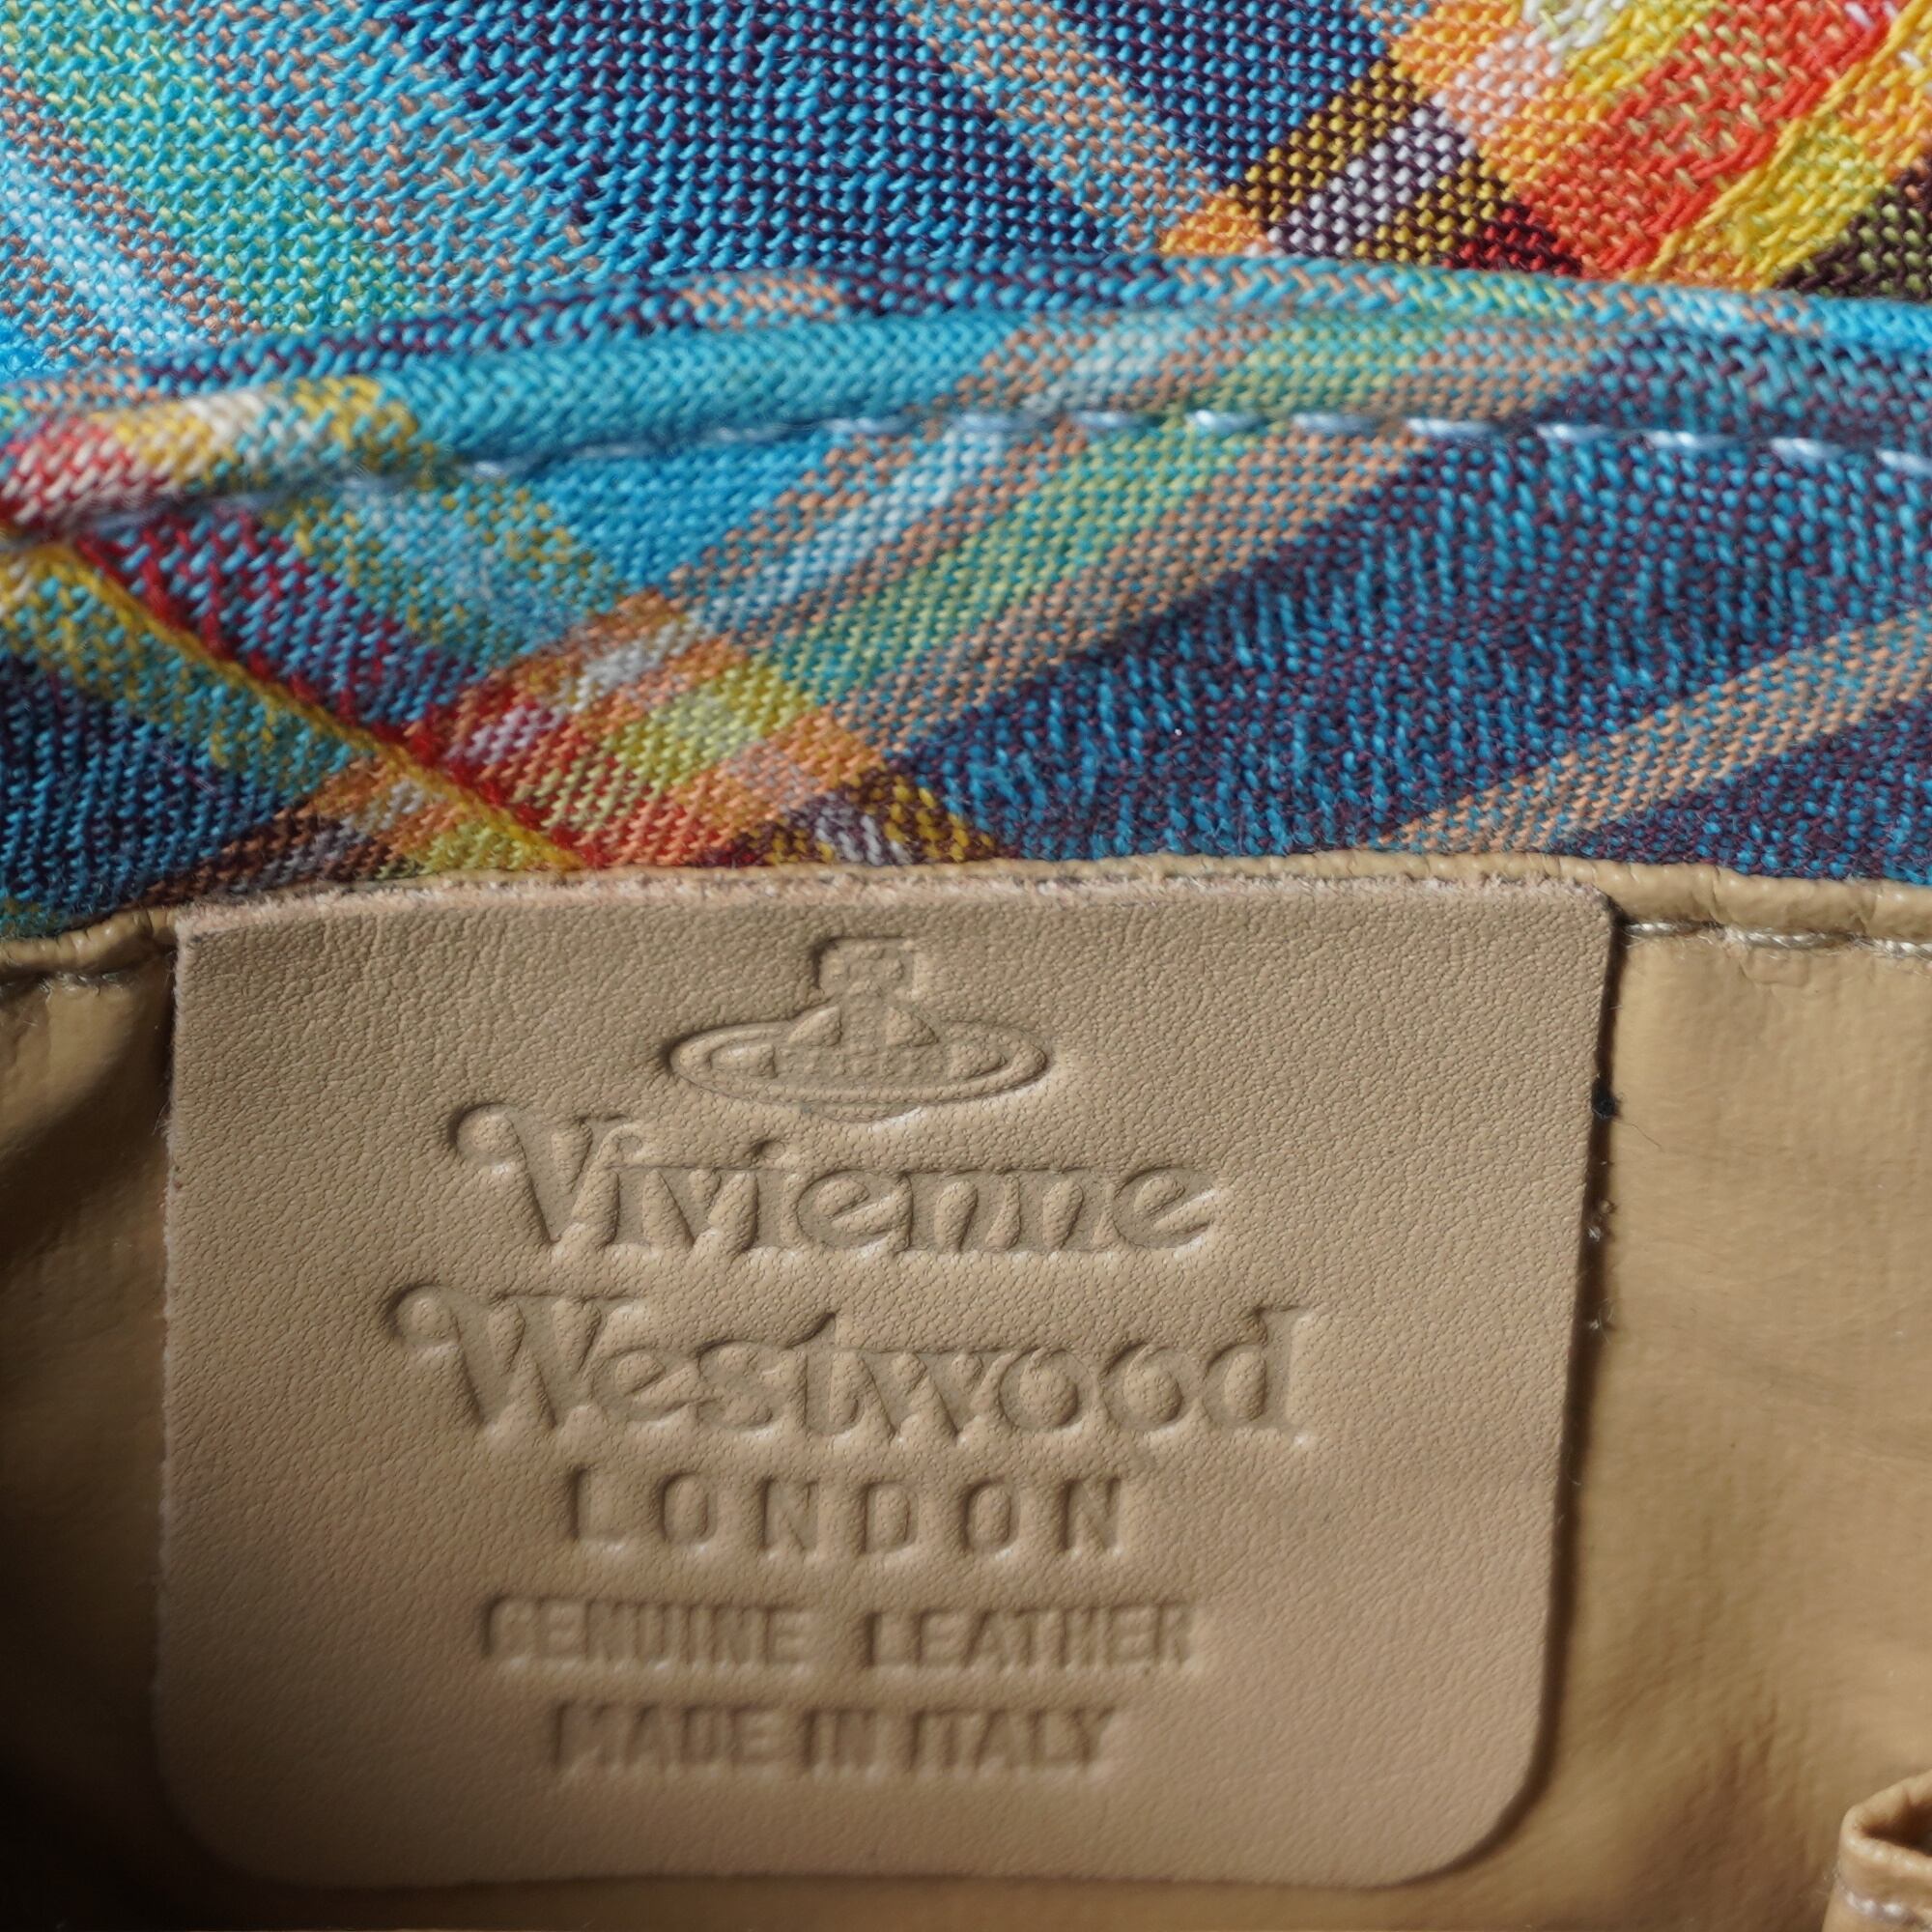 Vivienne
Westwood
LONDON
GENUINE LEATHER
MADE IN ITALY